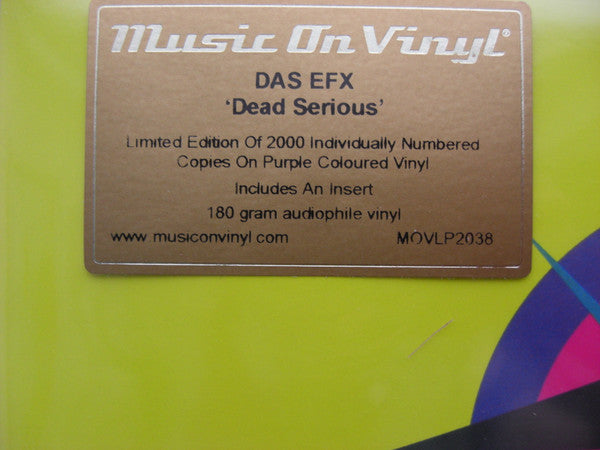 Music On Vinyl®
DAS EFX
‘Dead Serious’
Limited Edition Of 2000 Individually Numbered
Copies On Purple Coloured Vinyl
Includes An Insert
180 gram audiophile vinyl
www.musiconvinyl.com MOVLP2038